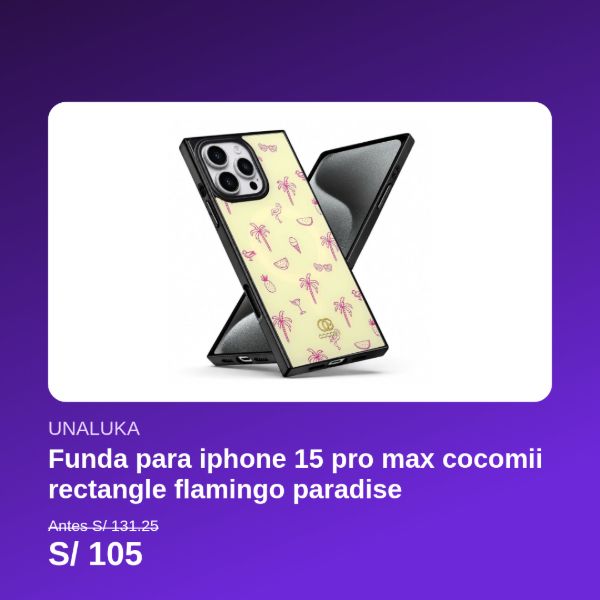 UNALUKA
Funda para iphone 15 pro max cocomii
rectangle flamingo paradise
Antes S/ 131.25
S/ 105